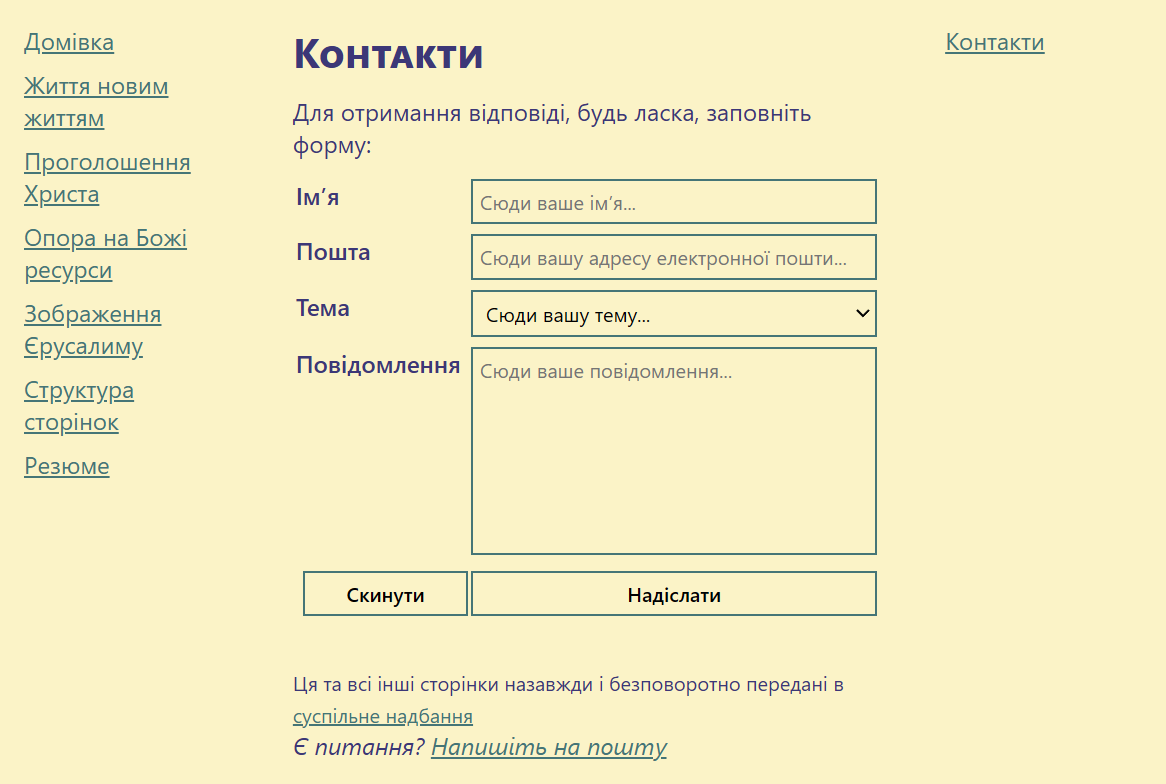 Домівка
Життя новим
життям
Проголошення
Христа
Опора на Божі
ресурси
Зображення
Єрусалиму
Структура
сторінок
Резюме
Контакти
Для отримання відповіді, будь ласка, заповніть
форму:
Ім’я
Сюди ваше ім’я...
Пошта
Сюди вашу адресу електронної пошти...
Тема
Сюди вашу тему...
Повідомлення
Сюди ваше повідомлення...
Скинути
Надіслати
Ця та всі інші сторінки назавжди і безповоротно передані в
суспільне надбання
Є питання? Напишіть на пошту
Контакти